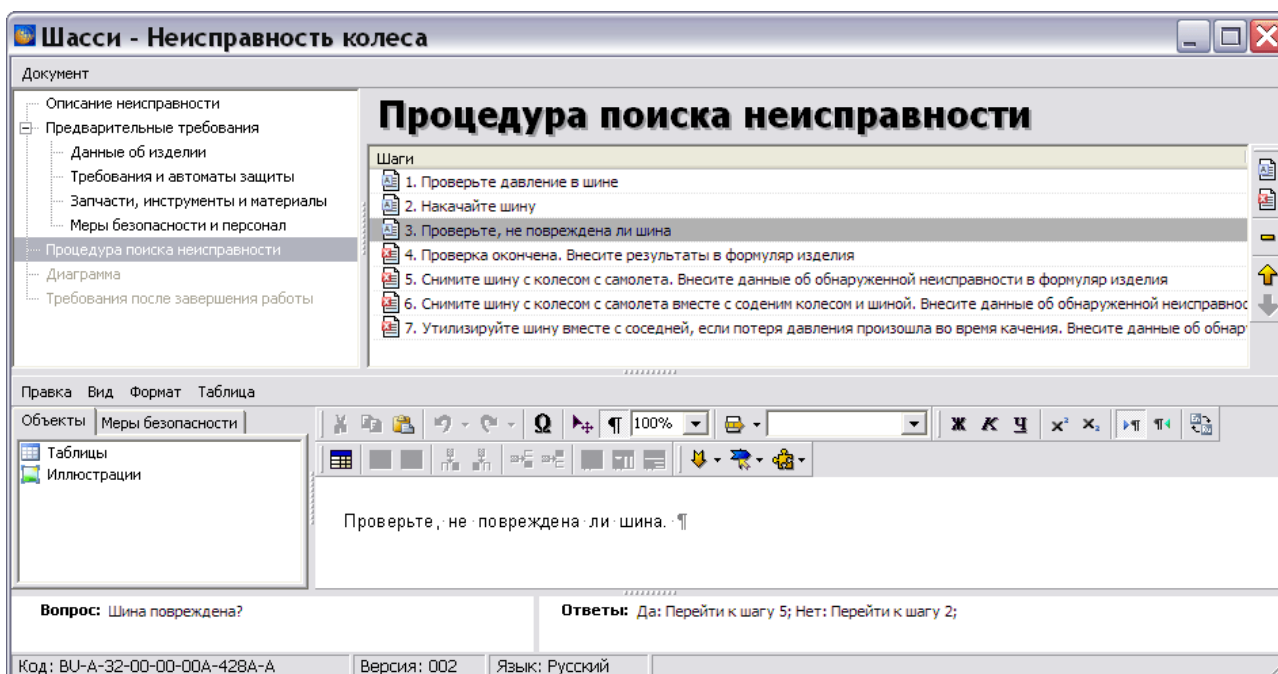 Шасси - Неисправность колеса
Документ
Описание неисправности
Предварительные требования
Данные об изделии
Требования и автоматы защиты
Запчасти, инструменты и материалы
Меры безопасности и персонал
Процедура поиска неисправности
Диаграмма
Требования после завершения работы
Процедура поиска неисправности
Шаги
1. Проверьте давление в шине
2. Накачайте шину
3. Проверьте, не повреждена ли шина
4. Проверка окончена. Внесите результаты в формуляр изделия
5. Снимите шину с колесом с самолета. Внесите данные об обнаруженной неисправности в формуляр изделия
6. Снимите шину с колесом с самолета вместе с соденим колесом и шиной. Внесите данные об обнаруженной неисправнос
7. Утилизируйте шину вместе с соседней, если потеря давления произошла во время качения. Внесите данные об обнар
Правка Вид Формат Таблица
Объекты Меры безопасности
Таблицы
Иллюстрации
Ω ¶ 100% Ж К Ч x² x₂ ¶ ¶
Проверьте, не повреждена ли шина. ¶
Вопрос: Шина повреждена?
Ответы: Да: Перейти к шагу 5; Нет: Перейти к шагу 2;
Код: BU-A-32-00-00-00A-428A-A Версия: 002 Язык: Русский